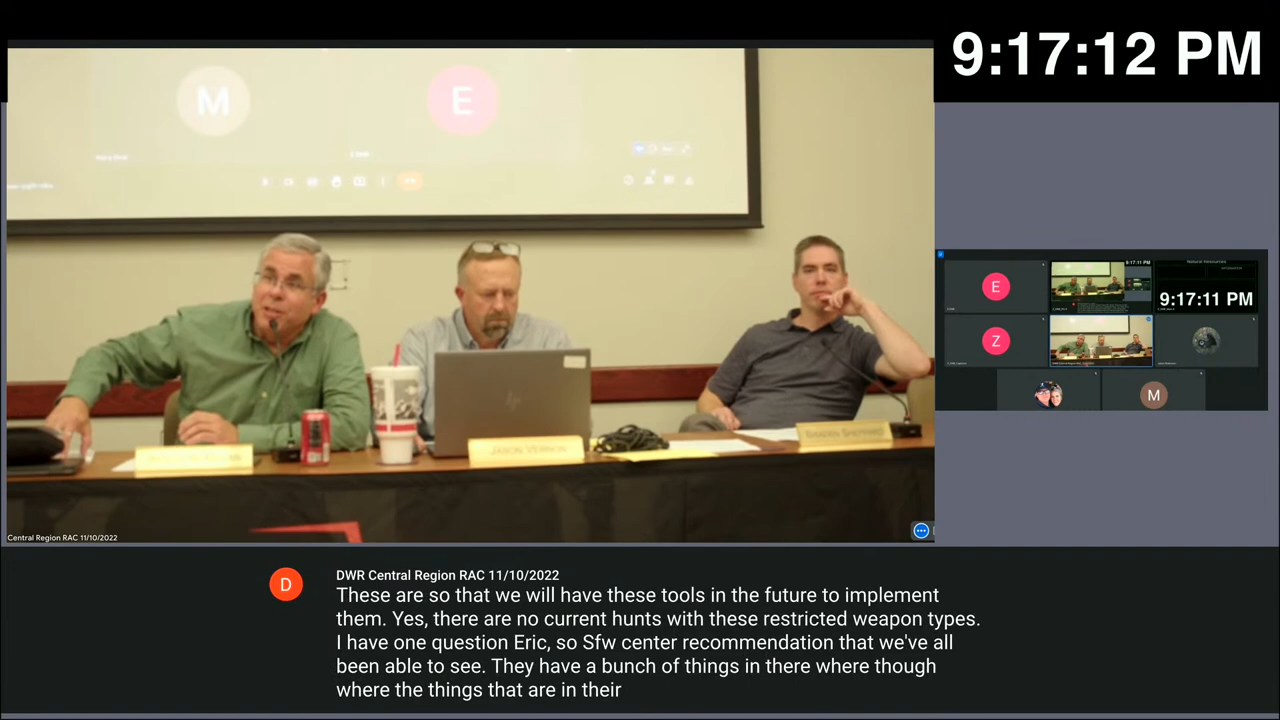 9:17:12 PM
M
E
E
9:17:11 PM
Z
M
JASON VERNON
Central Region RAC 11/10/2022
D
DWR Central Region RAC 11/10/2022
These are so that we will have these tools in the future to implement
them. Yes, there are no current hunts with these restricted weapon types.
I have one question Eric, so Sfw center recommendation that we've all
been able to see. They have a bunch of things in there where though
where the things that are in their